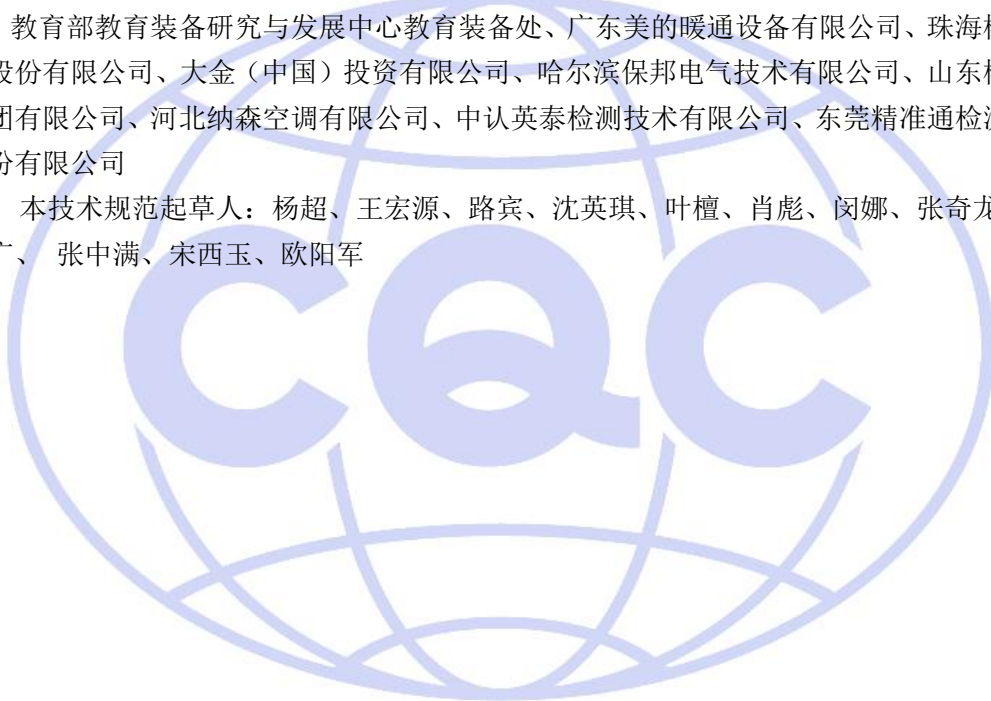 教育部教育装备研究与发展中心教育装备处、广东美的暖通设备有限公司、珠海
股份有限公司、大金（中国）投资有限公司、哈尔滨保邦电气技术有限公司、山东
团有限公司、河北纳森空调有限公司、中认英泰检测技术有限公司、东莞精准通检
份有限公司
本技术规范起草人：杨超、王宏源、路宾、沈英琪、叶檀、肖彪、闵娜、张奇龙
、 张中满、宋西玉、欧阳军
CQC